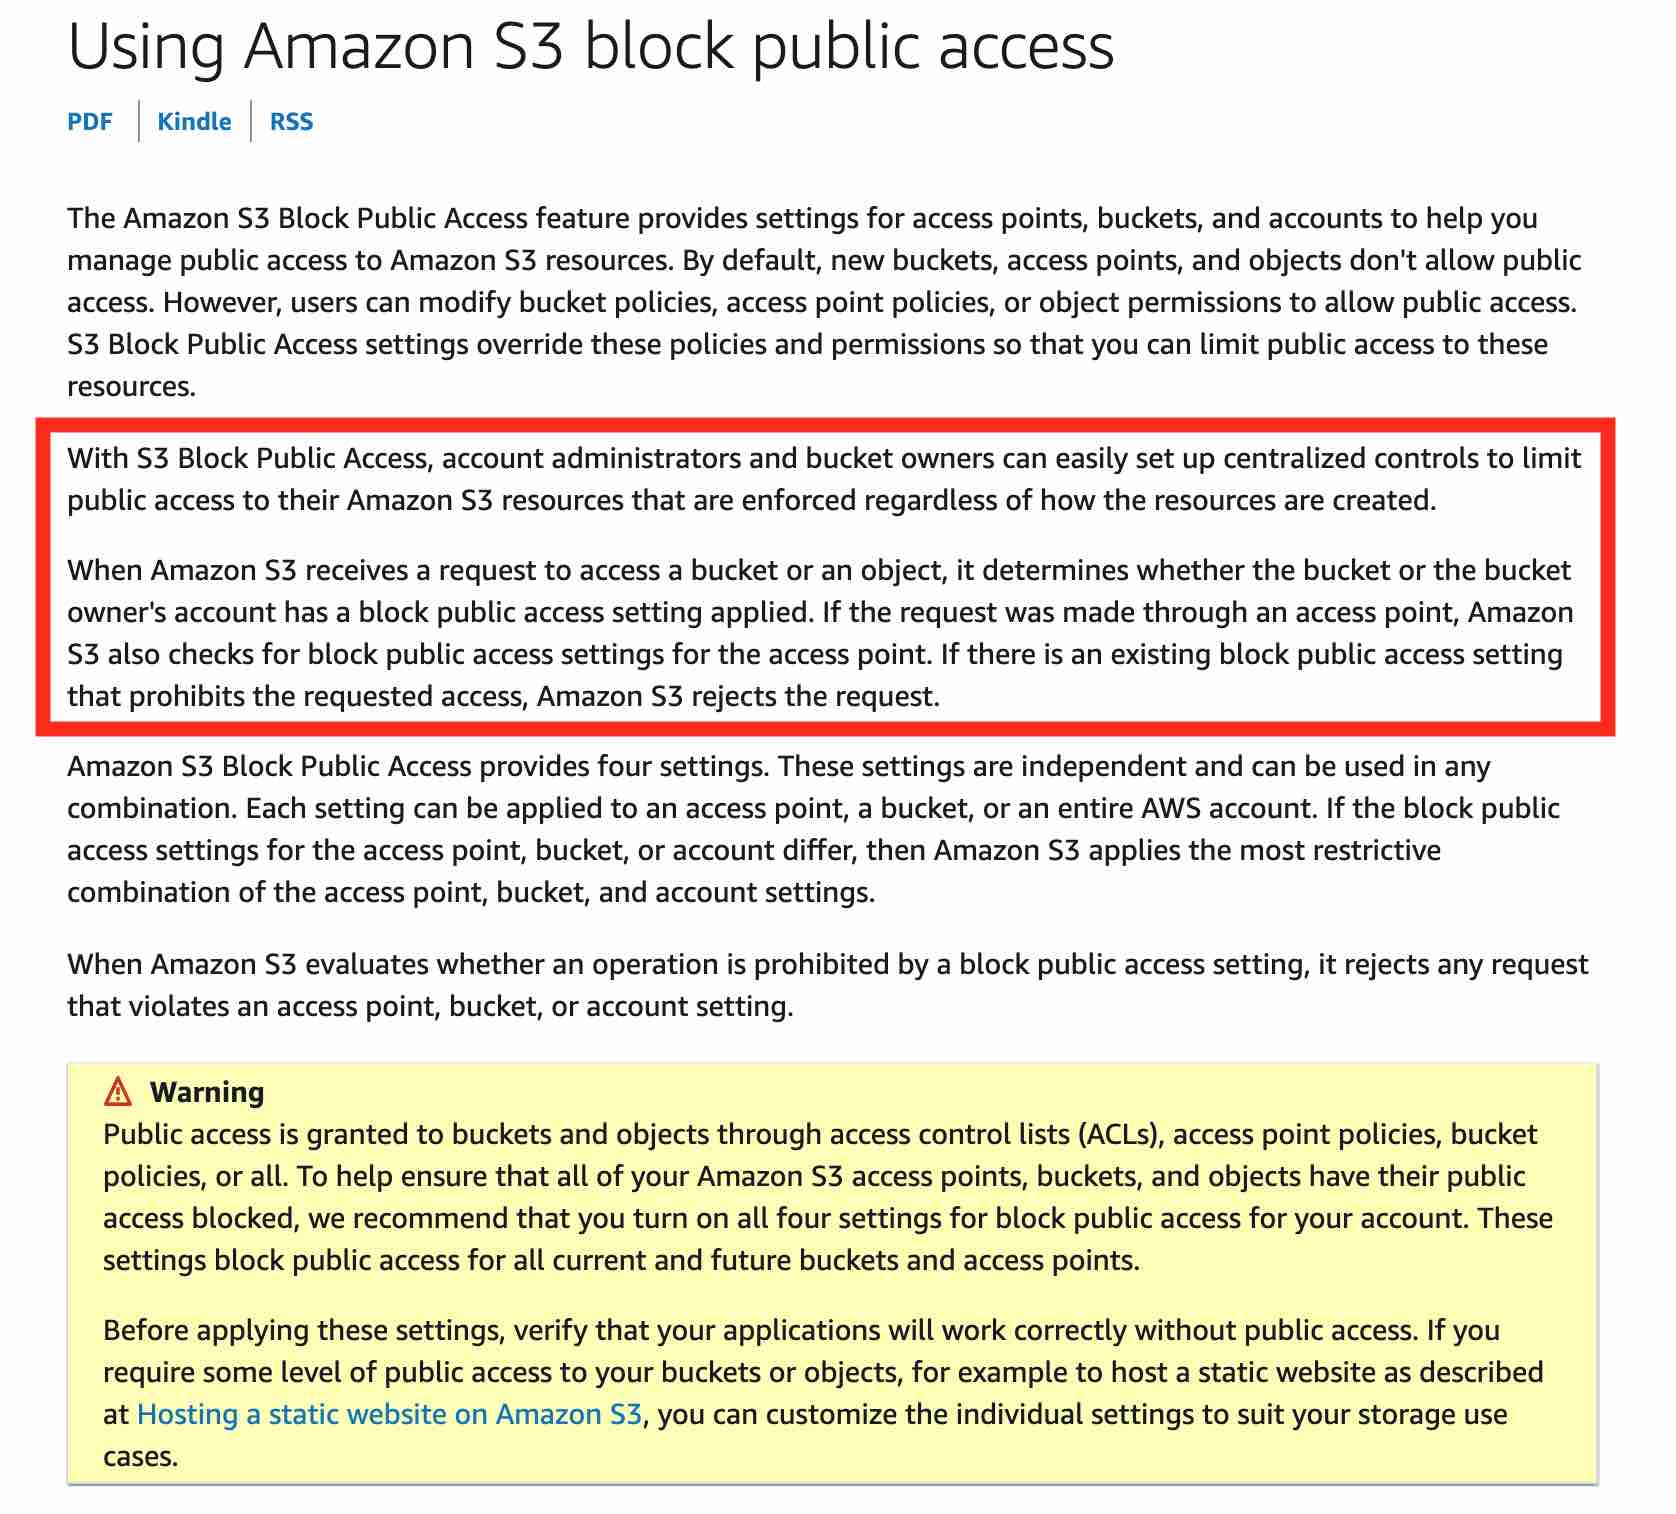 Using Amazon S3 block public access
PDF | Kindle | RSS
The Amazon S3 Block Public Access feature provides settings for access points, buckets, and accounts to help you
manage public access to Amazon S3 resources. By default, new buckets, access points, and objects don't allow public
access. However, users can modify bucket policies, access point policies, or object permissions to allow public access.
S3 Block Public Access settings override these policies and permissions so that you can limit public access to these
resources.
With S3 Block Public Access, account administrators and bucket owners can easily set up centralized controls to limit
public access to their Amazon S3 resources that are enforced regardless of how the resources are created.
When Amazon S3 receives a request to access a bucket or an object, it determines whether the bucket or the bucket
owner's account has a block public access setting applied. If the request was made through an access point, Amazon
S3 also checks for block public access settings for the access point. If there is an existing block public access setting
that prohibits the requested access, Amazon S3 rejects the request.
Amazon S3 Block Public Access provides four settings. These settings are independent and can be used in any
combination. Each setting can be applied to an access point, a bucket, or an entire AWS account. If the block public
access settings for the access point, bucket, or account differ, then Amazon S3 applies the most restrictive
combination of the access point, bucket, and account settings.
When Amazon S3 evaluates whether an operation is prohibited by a block public access setting, it rejects any request
that violates an access point, bucket, or account setting.
Warning
Public access is granted to buckets and objects through access control lists (ACLs), access point policies, bucket
policies, or all. To help ensure that all of your Amazon S3 access points, buckets, and objects have their public
access blocked, we recommend that you turn on all four settings for block public access for your account. These
settings block public access for all current and future buckets and access points.
Before applying these settings, verify that your applications will work correctly without public access. If you
require some level of public access to your buckets or objects, for example to host a static website as described
at Hosting a static website on Amazon S3, you can customize the individual settings to suit your storage use
cases.